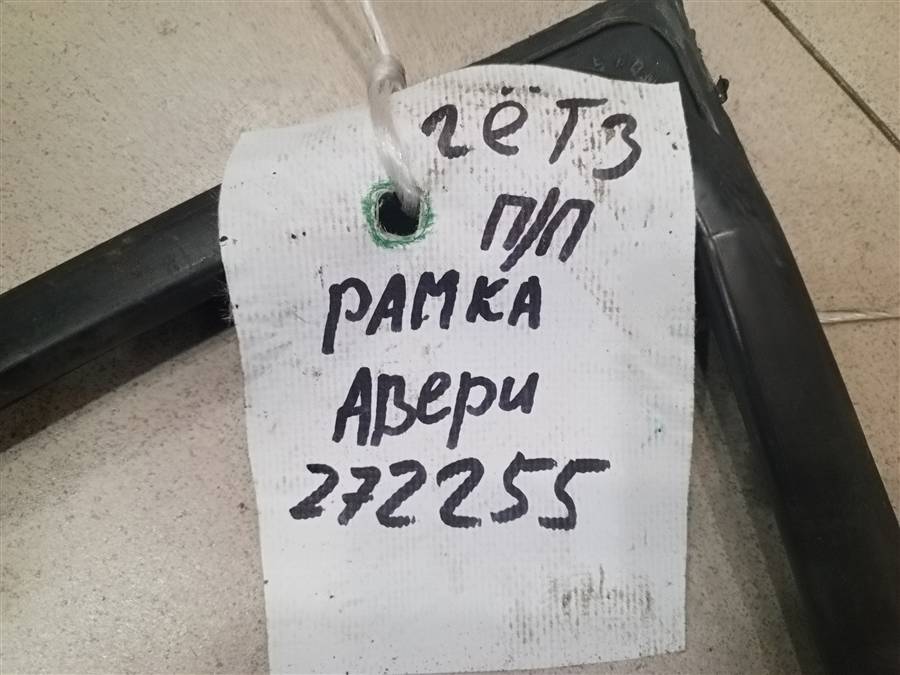 гётз
п/п
рамка
двери
272255